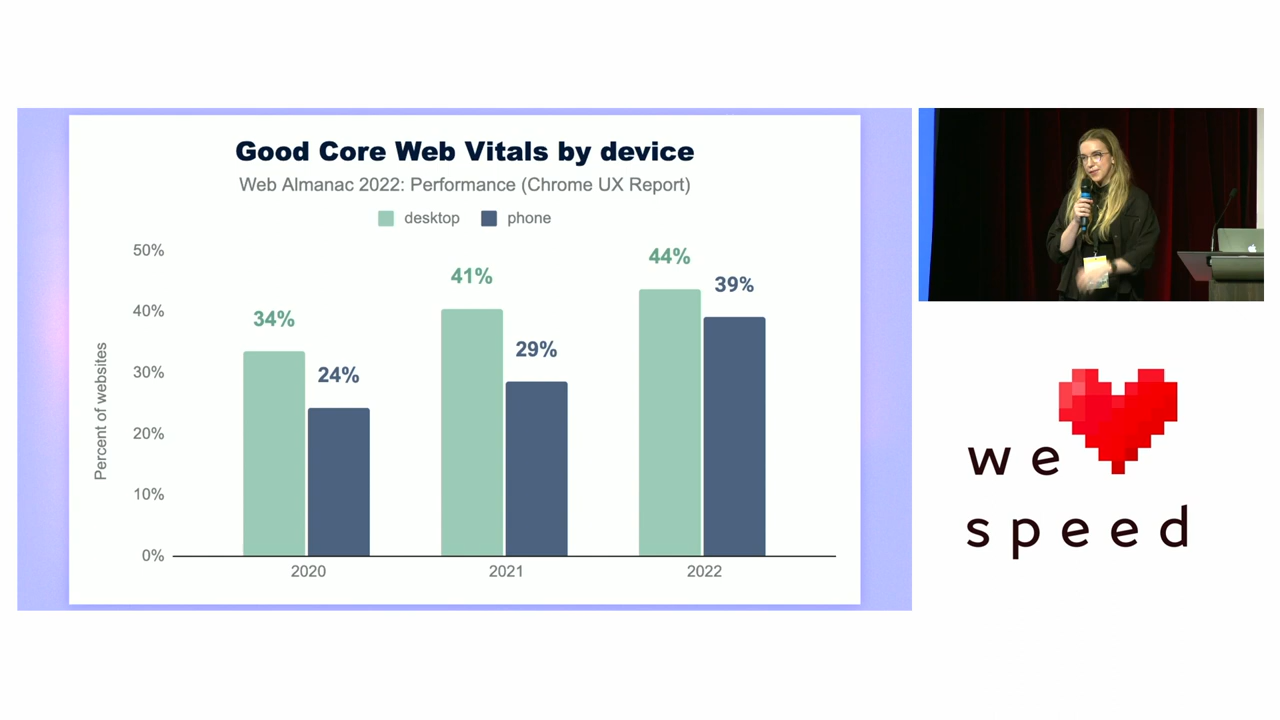 Good Core Web Vitals by device
Web Almanac 2022: Performance (Chrome UX Report)
desktop phone
Percent of websites
50%
40%
30%
20%
10%
0%
34%
24%
41%
29%
44%
39%
2020 2021 2022
we
speed